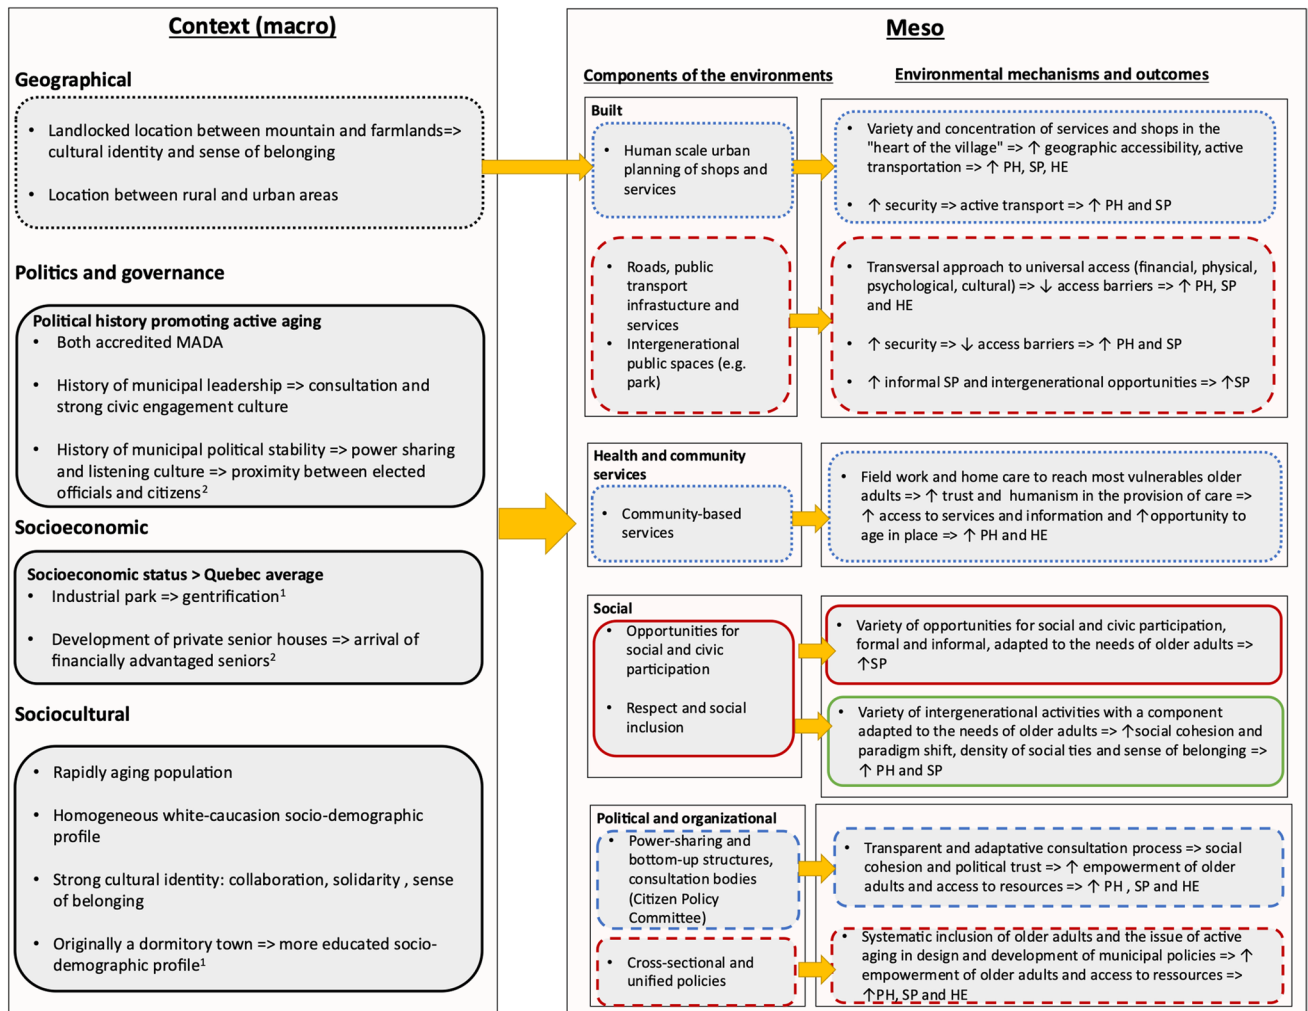 Context (macro)
Geographical
• Landlocked location between mountain and farmlands=>
cultural identity and sense of belonging
• Location between rural and urban areas
Politics and governance
Political history promoting active aging
• Both accredited MADA
• History of municipal leadership => consultation and
strong civic engagement culture
• History of municipal political stability => power sharing
and listening culture => proximity between elected
officials and citizens²
Socioeconomic
Socioeconomic status > Quebec average
• Industrial park => gentrification¹
• Development of private senior houses => arrival of
financially advantaged seniors²
Sociocultural
• Rapidly aging population
• Homogeneous white-caucasion socio-demographic
profile
• Strong cultural identity: collaboration, solidarity , sense
of belonging
• Originally a dormitory town => more educated socio-
demographic profile¹
Meso
Components of the environments
Environmental mechanisms and outcomes
Built
• Human scale urban
planning of shops and
services
• Variety and concentration of services and shops in the
"heart of the village" => ↑ geographic accessibility, active
transportation => ↑ PH, SP, HE
• ↑ security => active transport => ↑ PH and SP
• Roads, public
transport
infrastucture and
services
• Intergenerational
public spaces (e.g.
park)
• Transversal approach to universal access (financial, physical,
psychological, cultural) => ↓ access barriers => ↑ PH, SP
and HE
• ↑ security => ↓ access barriers => ↑ PH and SP
• ↑ informal SP and intergenerational opportunities => ↑SP
Health and community
services
• Community-based
services
• Field work and home care to reach most vulnerables older
adults => ↑ trust and humanism in the provision of care =>
↑ access to services and information and ↑opportunity to
age in place => ↑ PH and HE
Social
• Opportunities for
social and civic
participation
• Respect and social
inclusion
• Variety of opportunities for social and civic participation,
formal and informal, adapted to the needs of older adults =>
↑SP
• Variety of intergenerational activities with a component
adapted to the needs of older adults => ↑social cohesion and
paradigm shift, density of social ties and sense of belonging =>
↑ PH and SP
Political and organizational
• Power-sharing and
bottom-up structures,
consultation bodies
(Citizen Policy
Committee)
• Transparent and adaptative consultation process => social
cohesion and political trust => ↑ empowerment of older
adults and access to resources => ↑ PH , SP and HE
• Cross-sectional and
unified policies
• Systematic inclusion of older adults and the issue of active
aging in design and development of municipal policies => ↑
empowerment of older adults and access to ressources =>
↑PH, SP and HE